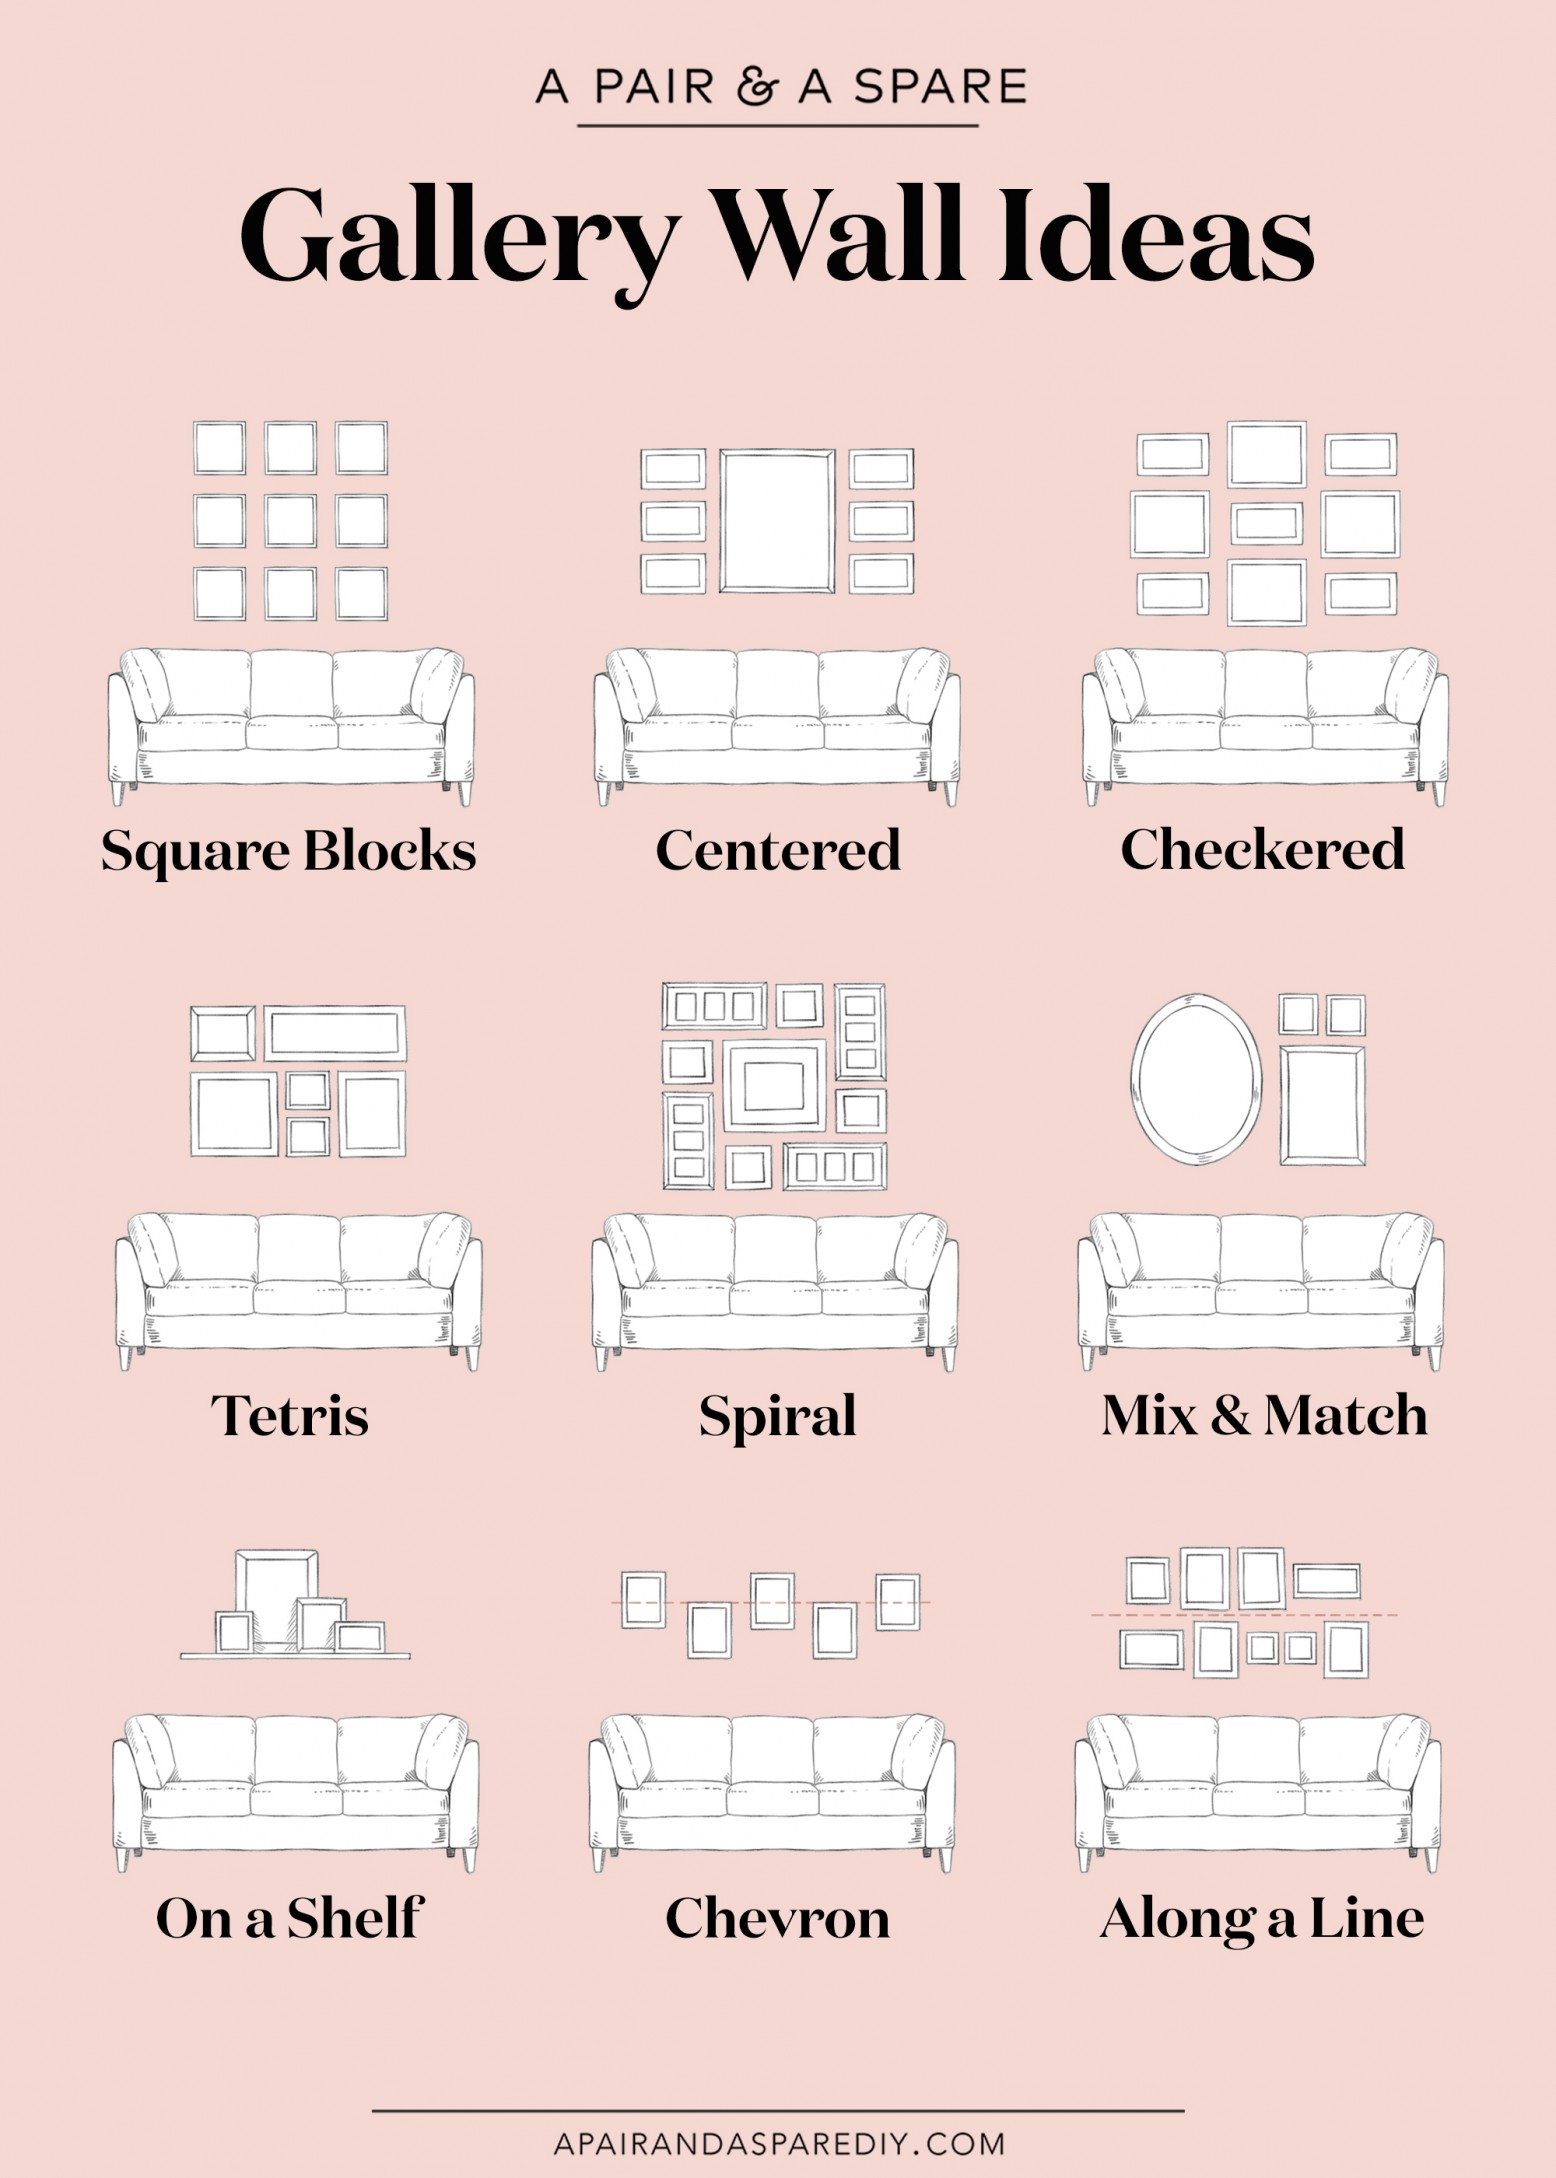 A PAIR & A SPARE
Gallery Wall Ideas
Square Blocks
Centered
Checkered
Tetris
Spiral
Mix & Match
On a Shelf
Chevron
Along a Line
APAIRANDASPAREDIY.COM